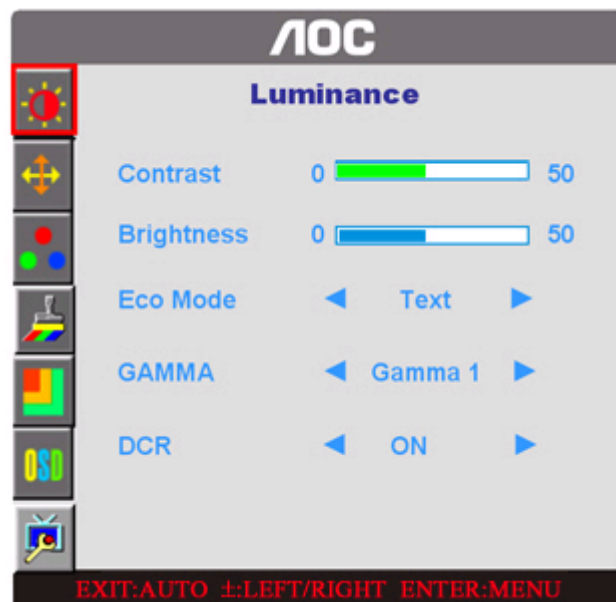 AOC
Luminance
Contrast 0 50
Brightness 0 50
Eco Mode Text
GAMMA Gamma 1
DCR ON
OSD
EXIT:AUTO ±:LEFT/RIGHT ENTER:MENU